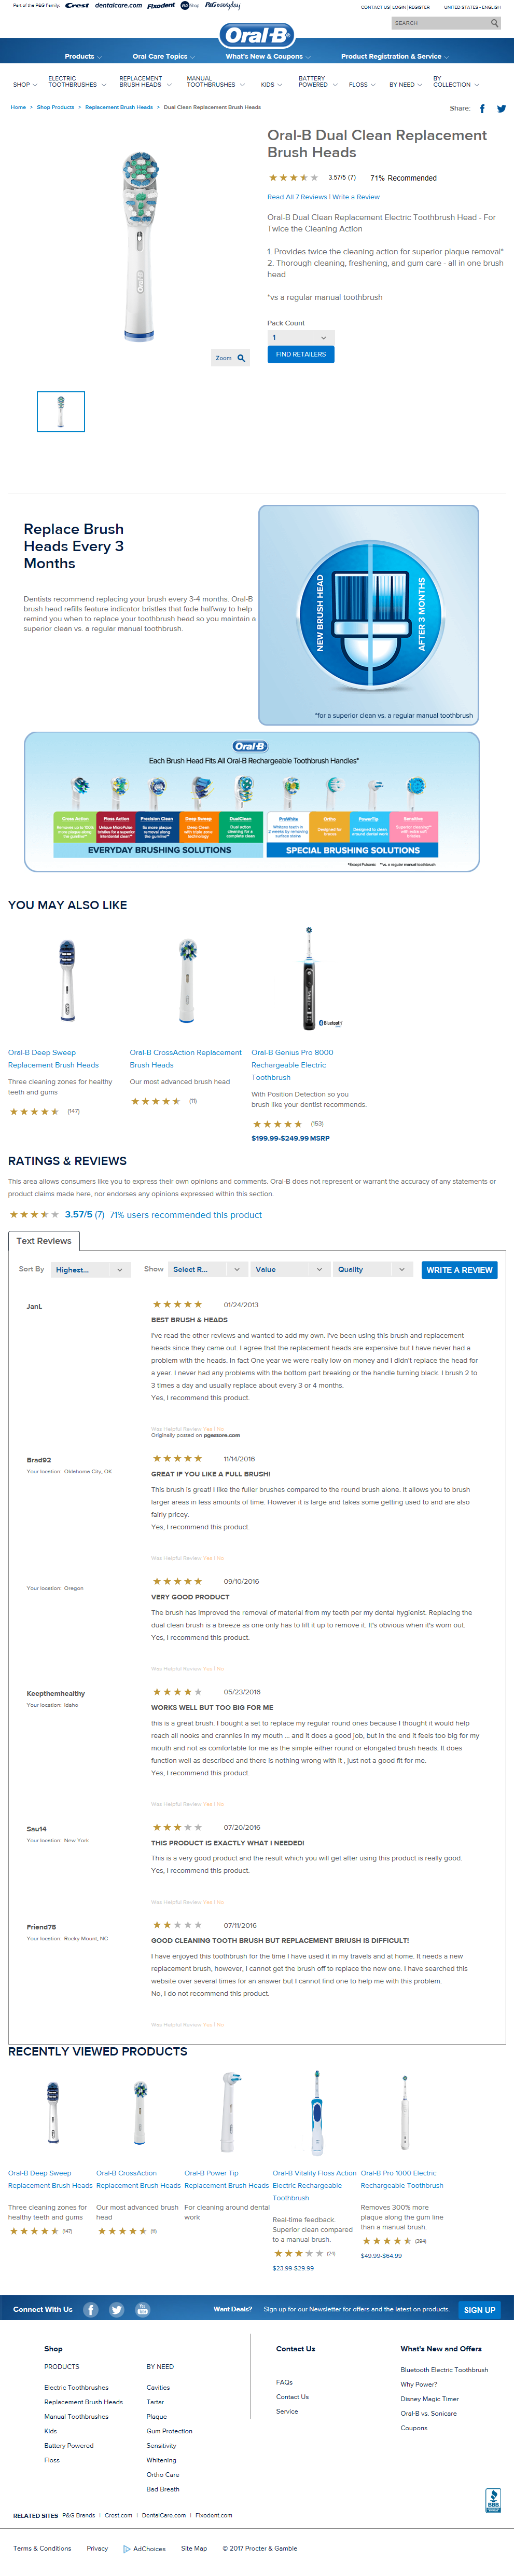 Part of the P&G Family: Crest dentalcare.com Fixodent P&G everyday
CONTACT US LOGIN | REGISTER UNITED STATES - ENGLISH
SEARCH
Oral-B
Products Oral Care Topics What's New & Coupons Product Registration & Service
SHOP ELECTRIC TOOTHBRUSHES REPLACEMENT BRUSH HEADS MANUAL TOOTHBRUSHES KIDS BATTERY POWERED FLOSS BY NEED BY COLLECTION
Home > Shop Products > Replacement Brush Heads > Dual Clean Replacement Brush Heads
Share:
Oral-B Dual Clean Replacement
Brush Heads
3.57/5 (7) 71% Recommended
Read All 7 Reviews | Write a Review
Oral-B Dual Clean Replacement Electric Toothbrush Head - For
Twice the Cleaning Action
1. Provides twice the cleaning action for superior plaque removal*
2. Thorough cleaning, freshening, and gum care - all in one brush
head
*vs a regular manual toothbrush
Pack Count
1
FIND RETAILERS
Zoom
Replace Brush
Heads Every 3
Months
Dentists recommend replacing your brush every 3-4 months. Oral-B
brush head refills feature indicator bristles that fade halfway to help
remind you when to replace your toothbrush head so you maintain a
superior clean vs. a regular manual toothbrush.
NEW BRUSH HEAD
AFTER 3 MONTHS
*for a superior clean vs. a regular manual toothbrush
Oral-B
Each Brush Head Fits All Oral-B Rechargeable Toothbrush Handles*
Cross Action Floss Action Precision Clean Deep Sweep DualClean ProWhite Ortho PowerTip Sensitive
EVERYDAY BRUSHING SOLUTIONS SPECIAL BRUSHING SOLUTIONS
*Except Pulsonic **vs. a regular manual toothbrush
YOU MAY ALSO LIKE
Bluetooth
Oral-B Deep Sweep
Replacement Brush Heads
Three cleaning zones for healthy
teeth and gums
(147)
Oral-B CrossAction Replacement
Brush Heads
Our most advanced brush head
(11)
Oral-B Genius Pro 8000
Rechargeable Electric
Toothbrush
With Position Detection so you
brush like your dentist recommends.
(153)
$199.99-$249.99 MSRP
RATINGS & REVIEWS
This area allows consumers like you to express their own opinions and comments. Oral-B does not represent or warrant the accuracy of any statements or
product claims made here, nor endorses any opinions expressed within this section.
3.57/5 (7) 71% users recommended this product
Text Reviews
Sort By Highest... Show Select R... Value Quality WRITE A REVIEW
JanL
01/24/2013
BEST BRUSH & HEADS
I've read the other reviews and wanted to add my own. I've been using this brush and replacement
heads since they came out. I agree that the replacement heads are expensive but I have never had a
problem with the heads. In fact One year we were really low on money and I didn't replace the head for
a year. I never had any problems with the bottom part breaking or the handle turning black. I brush 2 to
3 times a day and usually replace about every 3 or 4 months.
Yes, I recommend this product.
Was Helpful Review Yes / No
Originally posted on pgestore.com
Brad92
Your location: Oklahoma City, OK
11/14/2016
GREAT IF YOU LIKE A FULL BRUSH!
This brush is great! I like the fuller brushes compared to the round brush alone. It allows you to brush
larger areas in less amounts of time. However it is large and takes some getting used to and are also
fairly pricey.
Yes, I recommend this product.
Was Helpful Review Yes / No
Your location: Oregon
09/10/2016
VERY GOOD PRODUCT
The brush has improved the removal of material from my teeth per my dental hygienist. Replacing the
dual clean brush is a breeze as one only has to lift it up to remove it. It's obvious when it's worn out.
Yes, I recommend this product.
Was Helpful Review Yes / No
Keepthemhealthy
Your location: idaho
05/23/2016
WORKS WELL BUT TOO BIG FOR ME
this is a great brush. I bought a set to replace my regular round ones because I thought it would help
reach all nooks and crannies in my mouth ... and it does a good job, but in the end it feels too big for my
mouth and not as comfortable for me as the simple either round or elongated brush heads. It does
function well as described and there is nothing wrong with it , just not a good fit for me.
Yes, I recommend this product.
Was Helpful Review Yes / No
Sau14
Your location: New York
07/20/2016
THIS PRODUCT IS EXACTLY WHAT I NEEDED!
This is a very good product and the result which you will get after using this product is really good.
Yes, I recommend this product.
Was Helpful Review Yes / No
Friend75
Your location: Rocky Mount, NC
07/11/2016
GOOD CLEANING TOOTH BRUSH BUT REPLACEMENT BRIUSH IS DIFFICULT!
I have enjoyed this toothbrush for the time I have used it in my travels and at home. It needs a new
replacement brush, however, I cannot get the brush off to replace the new one. I have searched this
website over several times for an answer but I cannot find one to help me with this problem.
No, I do not recommend this product.
Was Helpful Review Yes / No
RECENTLY VIEWED PRODUCTS
Oral-B Deep Sweep
Replacement Brush Heads
Three cleaning zones for
healthy teeth and gums
(147)
Oral-B CrossAction
Replacement Brush Heads
Our most advanced brush
head
(11)
Oral-B Power Tip
Replacement Brush Heads
For cleaning around dental
work
Oral-B Vitality Floss Action
Electric Rechargeable
Toothbrush
Real-time feedback.
Superior clean compared
to a manual brush.
(24)
$23.99-$29.99
Oral-B Pro 1000 Electric
Rechargeable Toothbrush
Removes 300% more
plaque along the gum line
than a manual brush.
(394)
$49.99-$64.99
Connect With Us
Want Deals? Sign up for our Newsletter for offers and the latest on products. SIGN UP
Shop
PRODUCTS
Electric Toothbrushes
Replacement Brush Heads
Manual Toothbrushes
Kids
Battery Powered
Floss
BY NEED
Cavities
Tartar
Plaque
Gum Protection
Sensitivity
Whitening
Ortho Care
Bad Breath
Contact Us
FAQs
Contact Us
Service
What's New and Offers
Bluetooth Electric Toothbrush
Why Power?
Disney Magic Timer
Oral-B vs. Sonicare
Coupons
BBB
RELATED SITES P&G Brands | Crest.com | DentalCare.com | Fixodent.com
Terms & Conditions Privacy AdChoices Site Map © 2017 Procter & Gamble